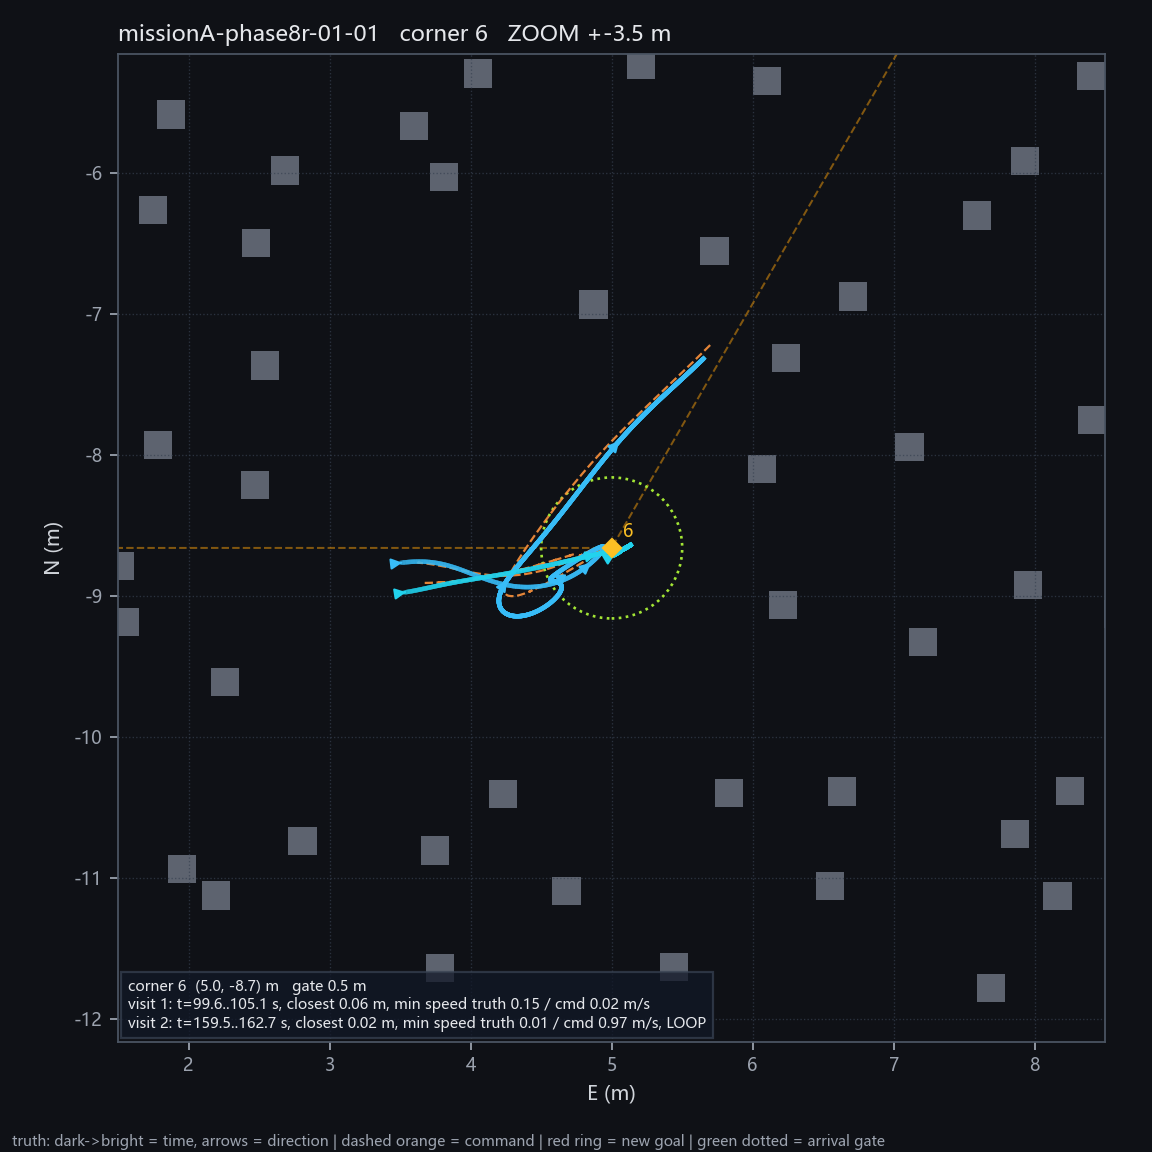 missionA-phase8r-01-01   corner 6   ZOOM +-3.5 m
N (m)
-6
-7
-8
-9
-10
-11
-12
6
corner 6  (5.0, -8.7) m   gate 0.5 m
visit 1: t=99.6..105.1 s, closest 0.06 m, min speed truth 0.15 / cmd 0.02 m/s
visit 2: t=159.5..162.7 s, closest 0.02 m, min speed truth 0.01 / cmd 0.97 m/s, LOOP
2 3 4 5 6 7 8
E (m)
truth: dark->bright = time, arrows = direction | dashed orange = command | red ring = new goal | green dotted = arrival gate